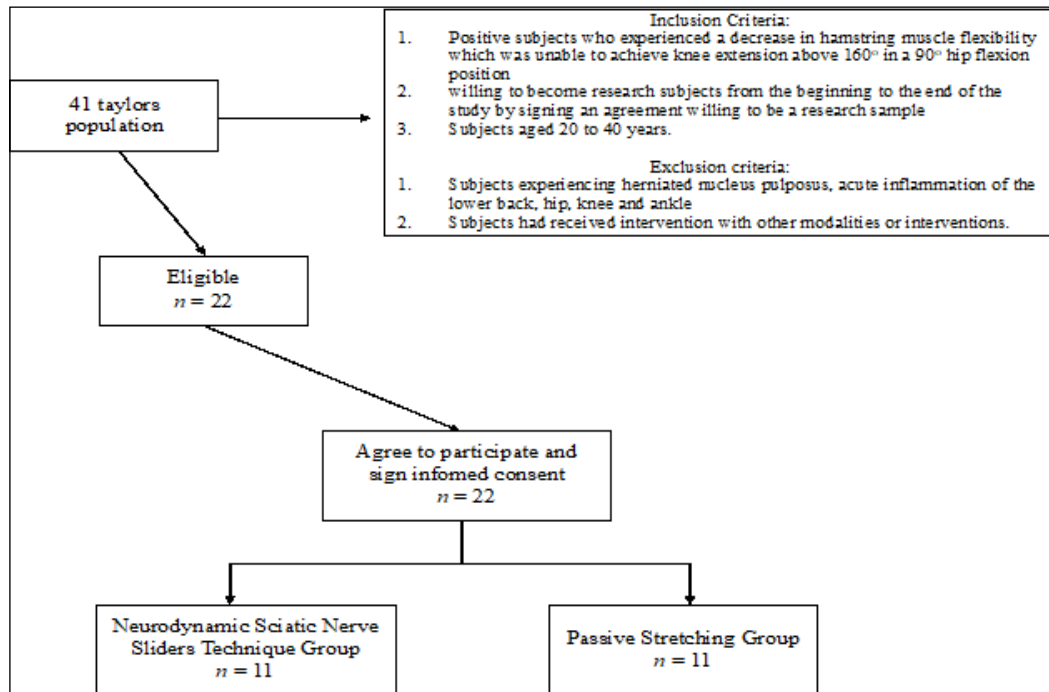 Inclusion Criteria:
1. Positive subjects who experienced a decrease in hamstring muscle flexibility
which was unable to achieve knee extension above 160° in a 90° hip flexion
position
2. willing to become research subjects from the beginning to the end of the
study by signing an agreement willing to be a research sample
3. Subjects aged 20 to 40 years.
Exclusion criteria:
1. Subjects experiencing herniated nucleus pulposus, acute inflammation of the
lower back, hip, knee and ankle
2. Subjects had received intervention with other modalities or interventions.
41 taylors
population
Eligible
n = 22
Agree to participate and
sign infomed consent
n = 22
Neurodynamic Sciatic Nerve
Sliders Technique Group
n = 11
Passive Stretching Group
n = 11